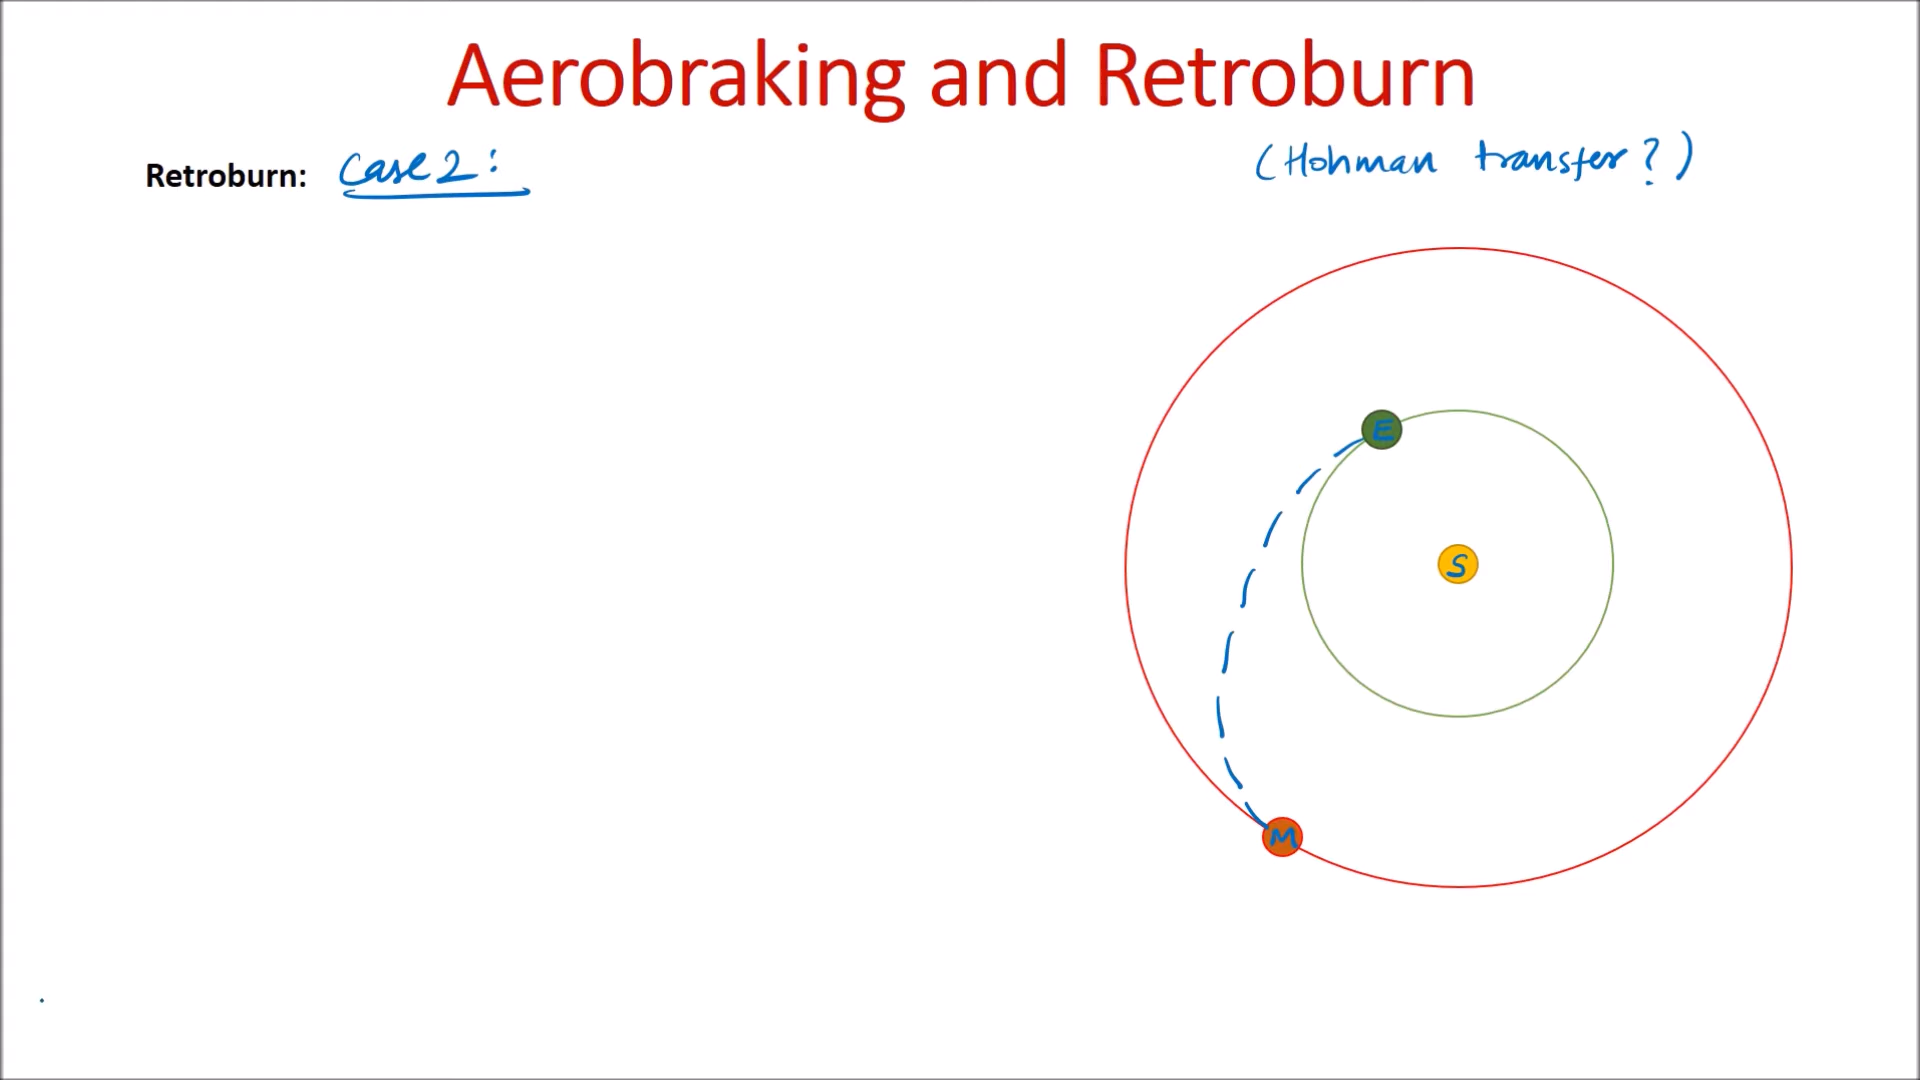 Aerobraking and Retroburn
Retroburn: Case 2:
(Hohman transfer?)
E
S
M